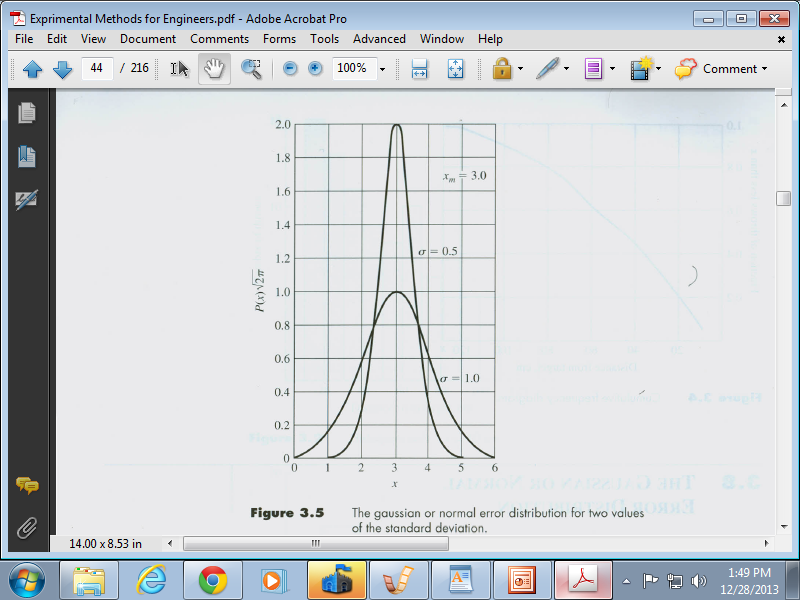 Exprimental Methods for Engineers.pdf - Adobe Acrobat Pro
File Edit View Document Comments Forms Tools Advanced Window Help
44 / 216 100% Comment
2.0
1.8
1.6
1.4
1.2
1.0
0.8
0.6
0.4
0.2
0
P(x)√2π
xm = 3.0
σ = 0.5
σ = 1.0
0 1 2 3 4 5 6
x
Figure 3.5 The gaussian or normal error distribution for two values
of the standard deviation.
14.00 x 8.53 in
1:49 PM
12/28/2013